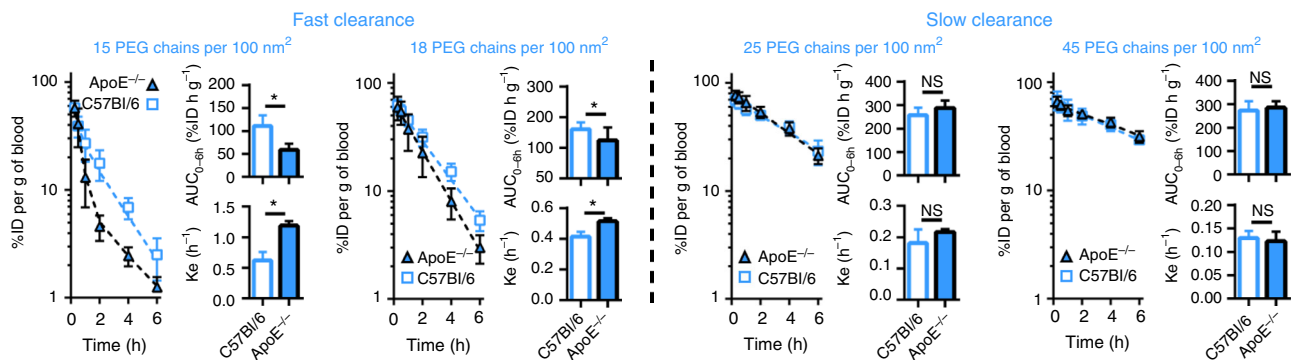 Fast clearance
Slow clearance
15 PEG chains per 100 nm²
18 PEG chains per 100 nm²
25 PEG chains per 100 nm²
45 PEG chains per 100 nm²
%ID per g of blood
100
10
1
ApoE⁻/⁻
C57Bl/6
0 2 4 6
Time (h)
AUC₀₋₆ₕ (%ID h g⁻¹)
200
150
100
50
0
*
Ke (h⁻¹)
1.5
1.0
0.5
0.0
*
C57Bl/6
ApoE⁻/⁻
%ID per g of blood
100
10
1
ApoE⁻/⁻
C57Bl/6
0 2 4 6
Time (h)
AUC₀₋₆ₕ (%ID h g⁻¹)
300
200
100
50
*
Ke (h⁻¹)
0.6
0.4
0.2
0.0
*
C57Bl/6
ApoE⁻/⁻
%ID per g of blood
100
10
1
ApoE⁻/⁻
C57Bl/6
0 2 4 6
Time (h)
AUC₀₋₆ₕ (%ID h g⁻¹)
400
300
200
100
0
NS
Ke (h⁻¹)
0.3
0.2
0.1
0.0
NS
C57Bl/6
ApoE⁻/⁻
%ID per g of blood
100
10
1
ApoE⁻/⁻
C57Bl/6
0 2 4 6
Time (h)
AUC₀₋₆ₕ (%ID h g⁻¹)
400
300
200
100
0
NS
Ke (h⁻¹)
0.20
0.15
0.10
0.05
0.00
NS
C57Bl/6
ApoE⁻/⁻